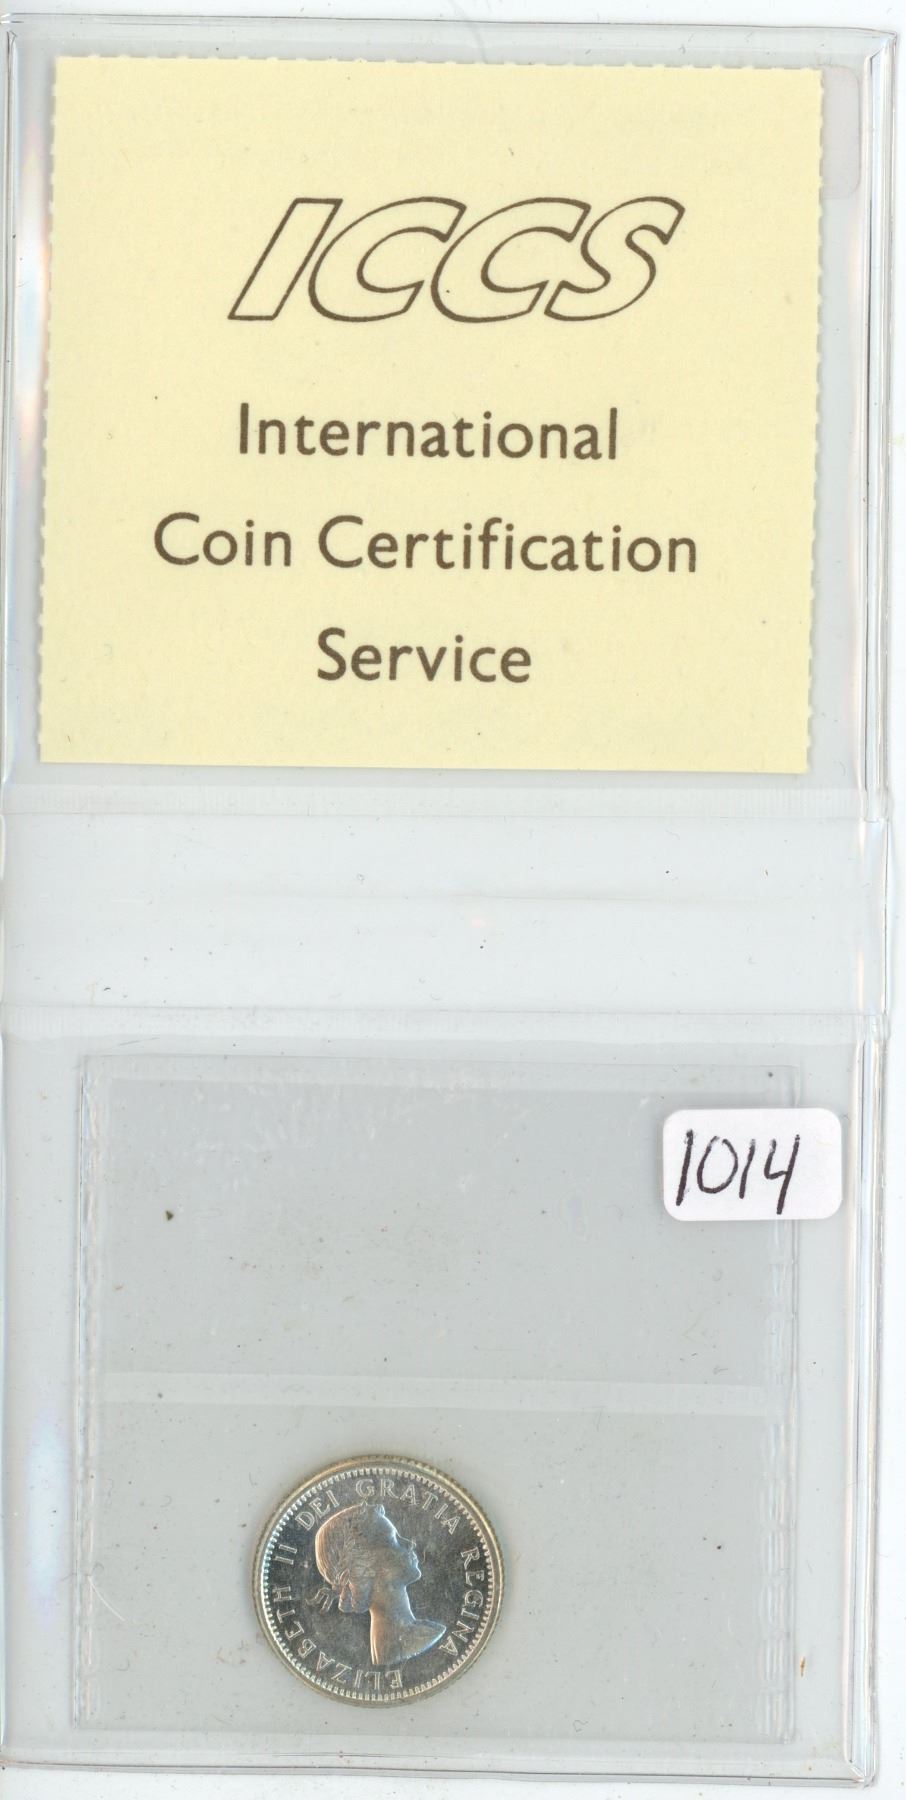 ICCS
International
Coin Certification
Service
1014
ELIZABETH II DEI GRATIA REGINA